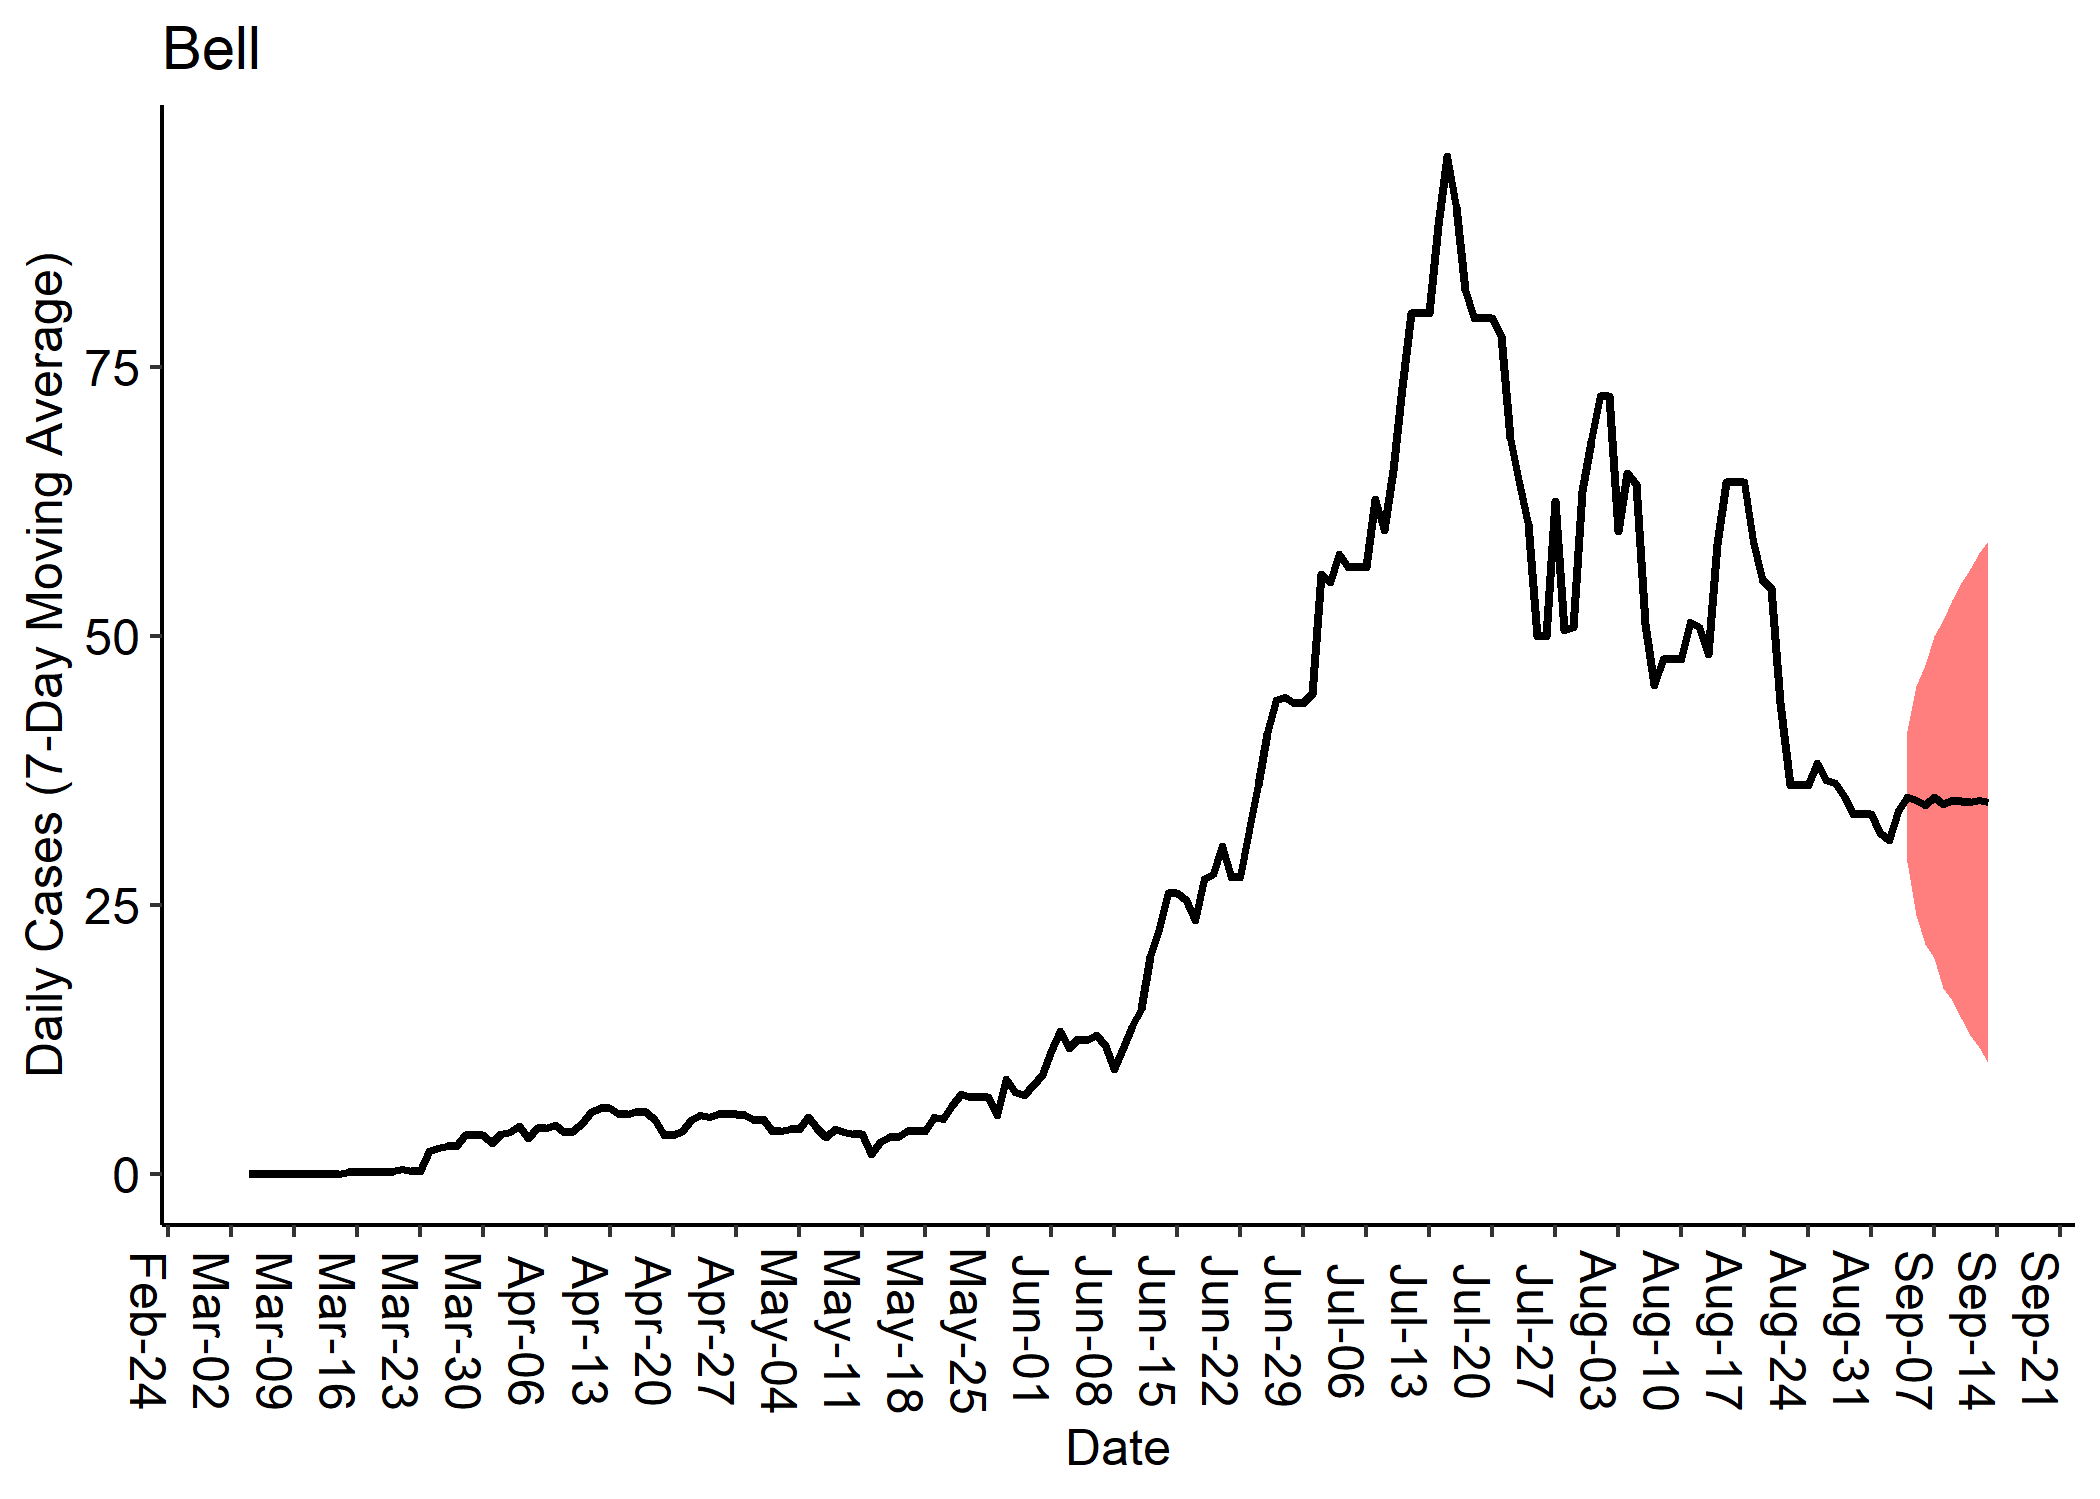 Bell
Daily Cases (7-Day Moving Average)
75
50
25
0
Feb-24
Mar-02
Mar-09
Mar-16
Mar-23
Mar-30
Apr-06
Apr-13
Apr-20
Apr-27
May-04
May-11
May-18
May-25
Jun-01
Jun-08
Jun-15
Jun-22
Jun-29
Jul-06
Jul-13
Jul-20
Jul-27
Aug-03
Aug-10
Aug-17
Aug-24
Aug-31
Sep-07
Sep-14
Sep-21
Date